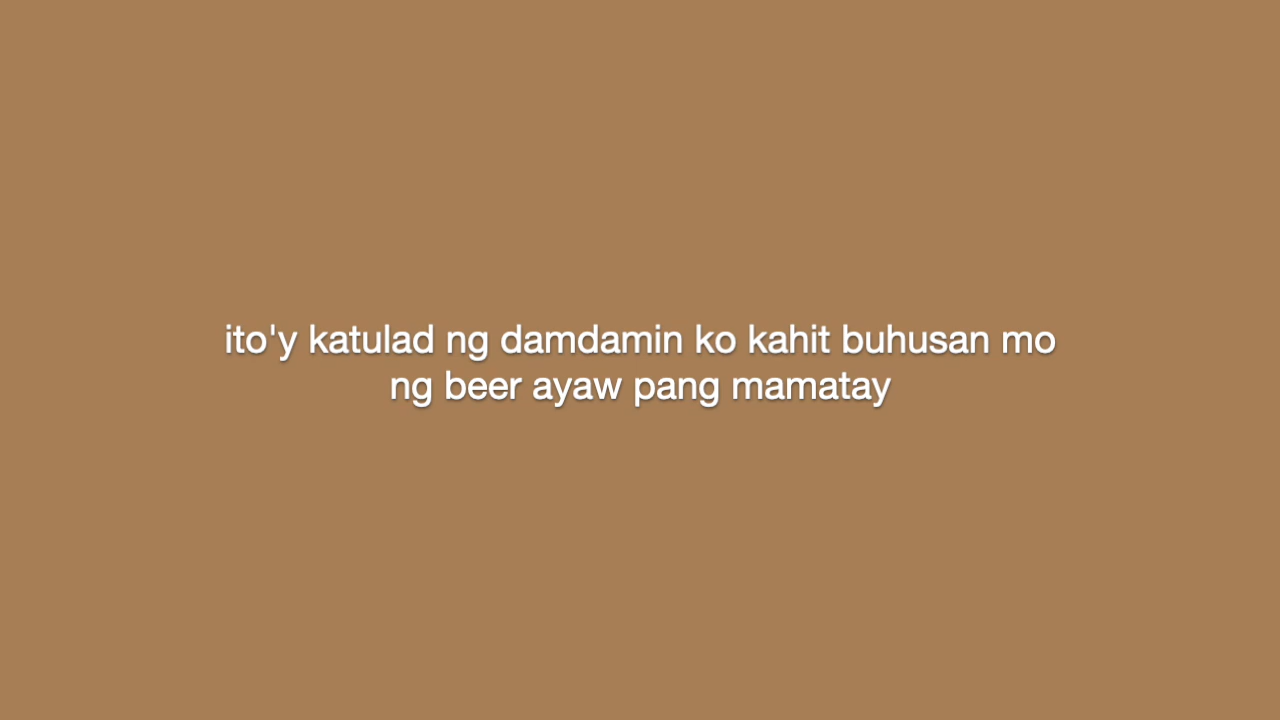 ito'y katulad ng damdamin ko kahit buhusan mo
ng beer ayaw pang mamatay